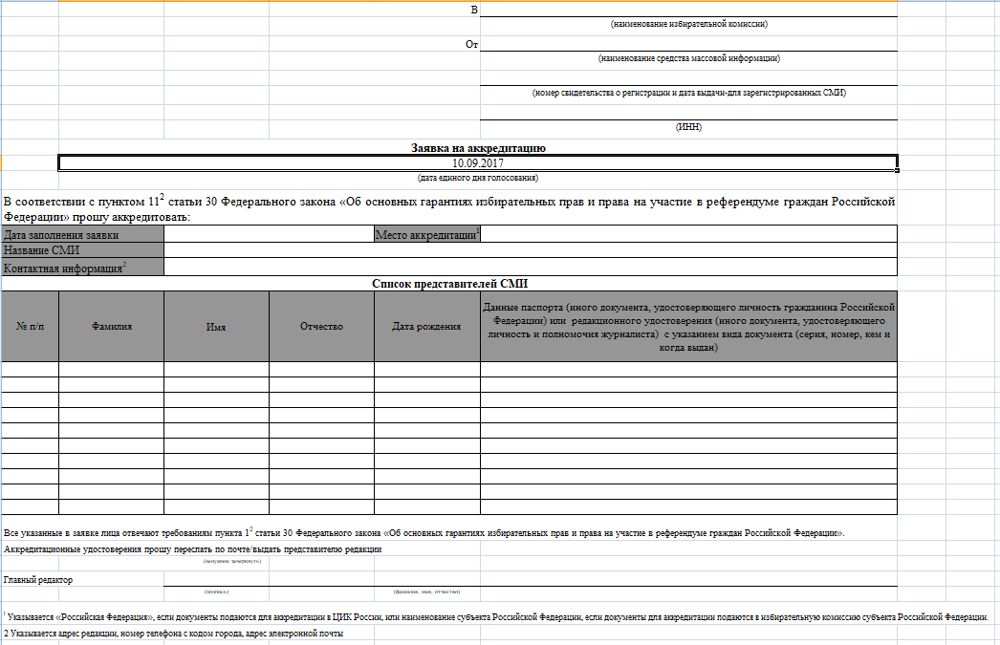 В
(наименование избирательной комиссии)
От
(наименование средства массовой информации)
(номер свидетельства о регистрации и дата выдачи-для зарегистрированных СМИ)
(ИНН)
Заявка на аккредитацию
10.09.2017
(дата единого дня голосования)
В соответствии с пунктом 11² статьи 30 Федерального закона «Об основных гарантиях избирательных прав и права на участие в референдуме граждан Российской
Федерации» прошу аккредитовать:
Дата заполнения заявки Место аккредитации¹
Название СМИ
Контактная информация²
Список представителей СМИ
№ п/п Фамилия Имя Отчество Дата рождения
Данные паспорта (иного документа, удостоверяющего личность гражданина Российской
Федерации) или редакционного удостоверения (иного документа, удостоверяющего
личность и полномочия журналиста) с указанием вида документа (серия, номер, кем и
когда выдан)
Все указанные в заявке лица отвечают требованиям пункта 1² статьи 30 Федерального закона «Об основных гарантиях избирательных прав и права на участие в референдуме граждан Российской Федерации».
Аккредитационные удостоверения прошу переслать по почте/выдать представителю редакции
(ненужное зачеркнуть)
Главный редактор
(подпись) (фамилия, имя, отчество)
¹ Указывается «Российская Федерация», если документы подаются для аккредитации в ЦИК России, или наименование субъекта Российской Федерации, если документы для аккредитации подаются в избирательную комиссию субъекта Российской Федерации.
2 Указывается адрес редакции, номер телефона с кодом города, адрес электронной почты